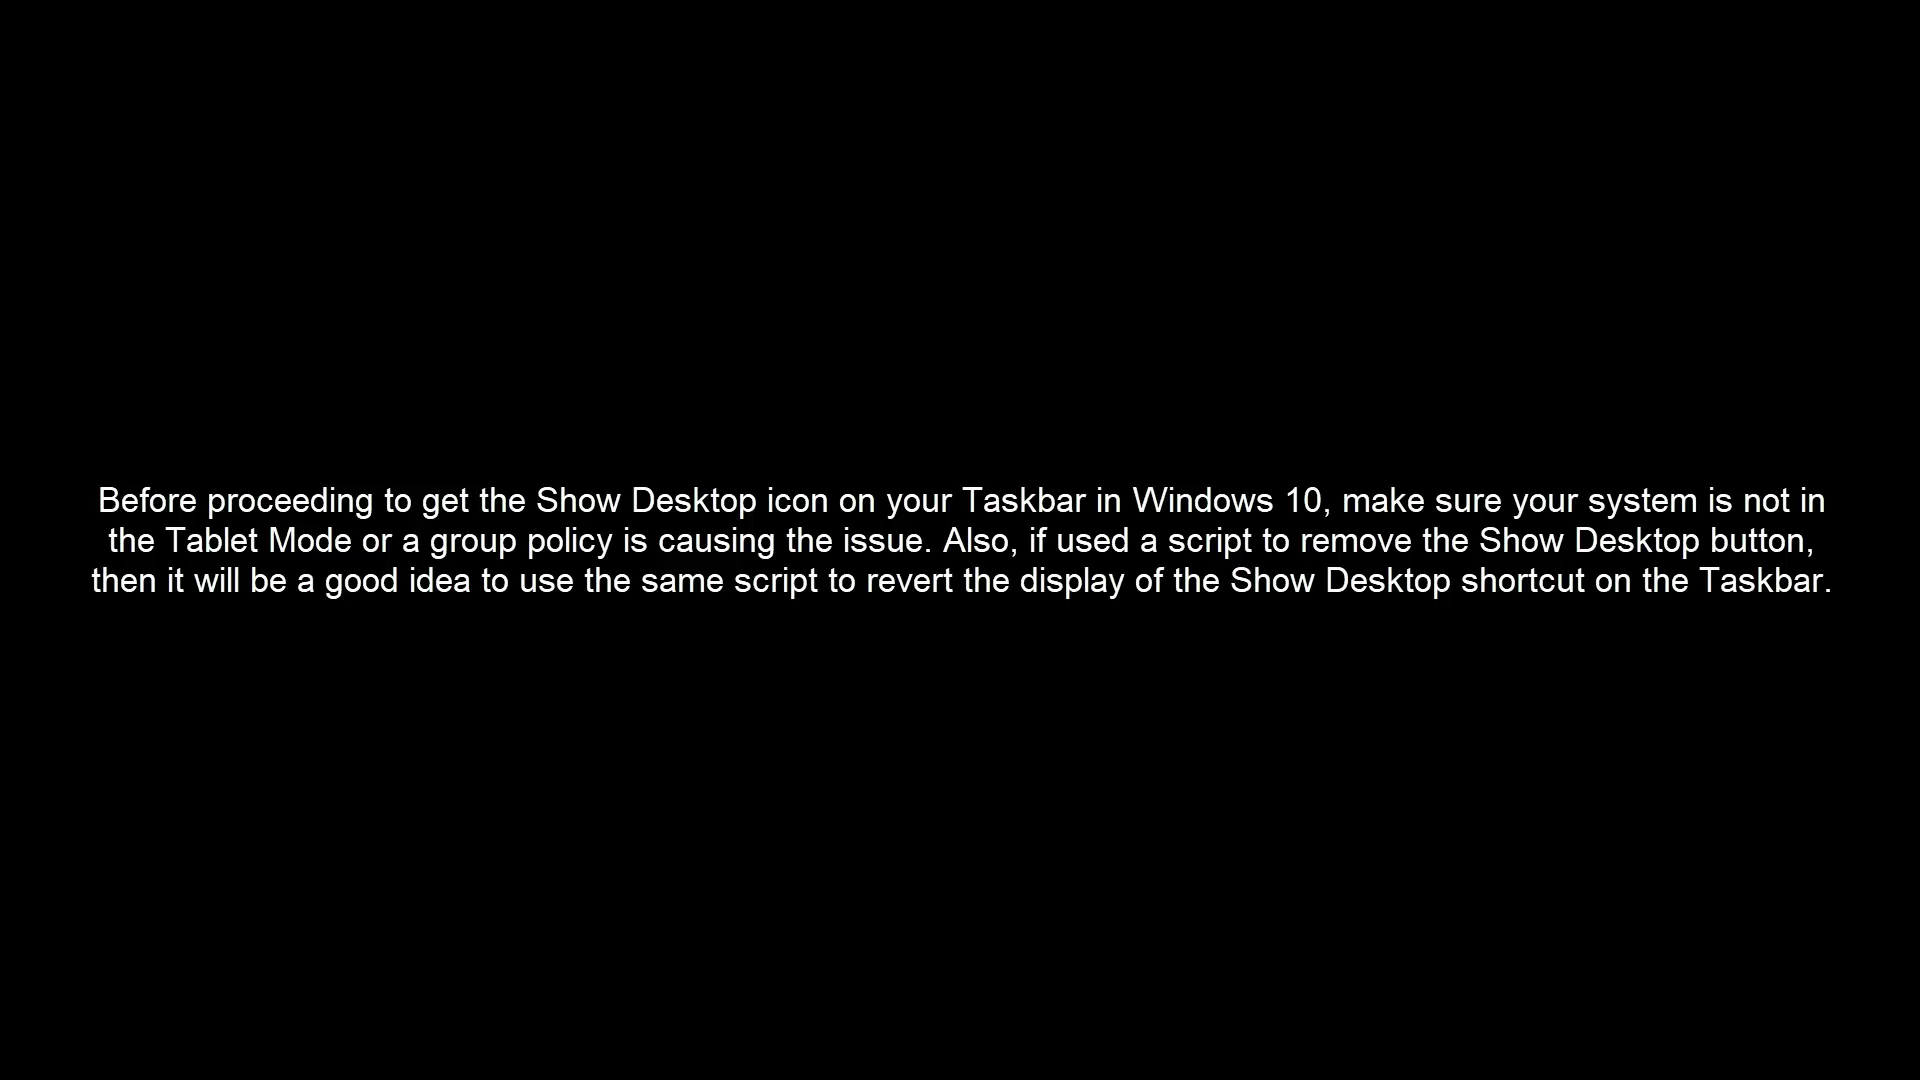 Before proceeding to get the Show Desktop icon on your Taskbar in Windows 10, make sure your system is not in
the Tablet Mode or a group policy is causing the issue. Also, if used a script to remove the Show Desktop button,
then it will be a good idea to use the same script to revert the display of the Show Desktop shortcut on the Taskbar.